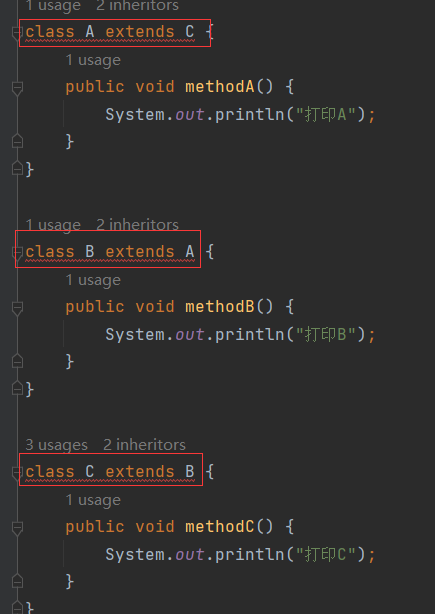 1 usage 2 inheritors
class A extends C {
1 usage
public void methodA() {
System.out.println("打印A");
}
}
1 usage 2 inheritors
class B extends A {
1 usage
public void methodB() {
System.out.println("打印B");
}
}
3 usages 2 inheritors
class C extends B {
1 usage
public void methodC() {
System.out.println("打印C");
}
}